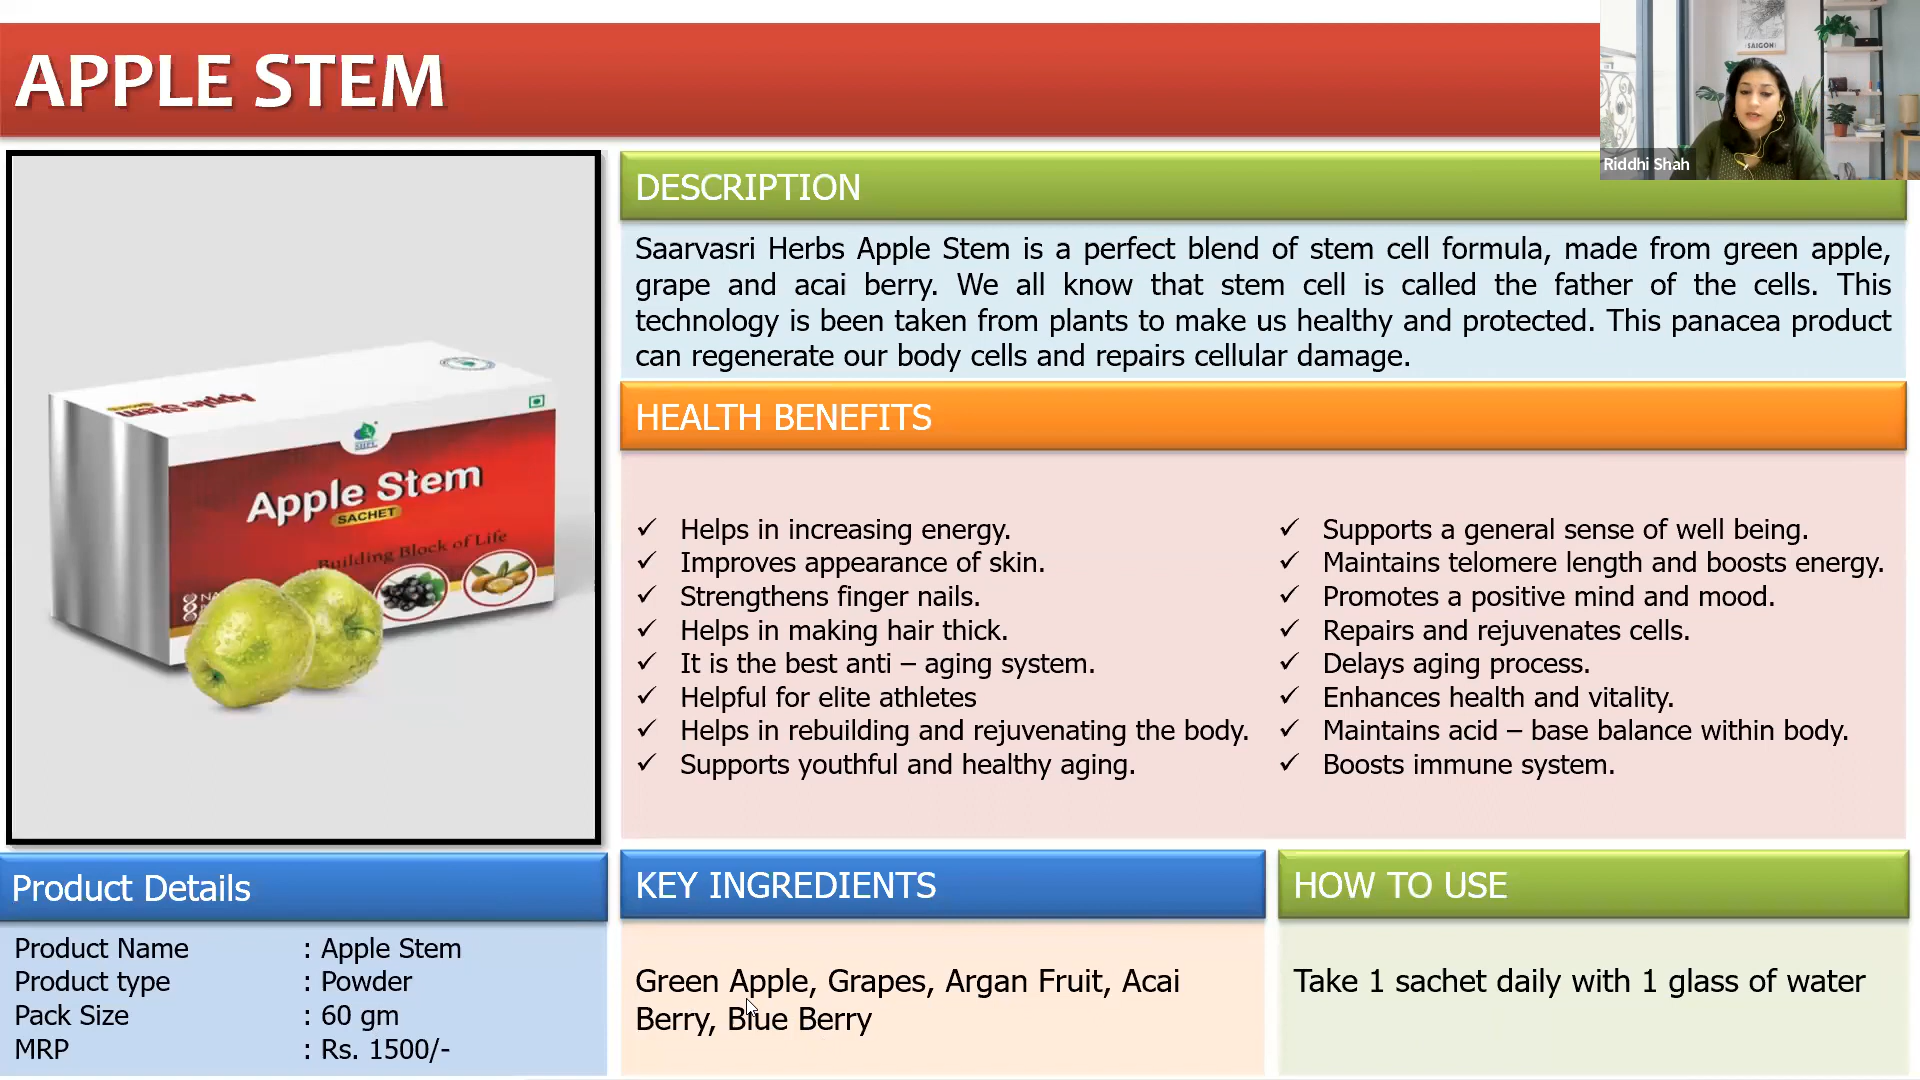 APPLE STEM
SAIGON
Riddhi Shah
DESCRIPTION
Saarvasri Herbs Apple Stem is a perfect blend of stem cell formula, made from green apple,
grape and acai berry. We all know that stem cell is called the father of the cells. This
technology is been taken from plants to make us healthy and protected. This panacea product
can regenerate our body cells and repairs cellular damage.
HEALTH BENEFITS
Helps in increasing energy.
Improves appearance of skin.
Strengthens finger nails.
Helps in making hair thick.
It is the best anti – aging system.
Helpful for elite athletes
Helps in rebuilding and rejuvenating the body.
Supports youthful and healthy aging.
Supports a general sense of well being.
Maintains telomere length and boosts energy.
Promotes a positive mind and mood.
Repairs and rejuvenates cells.
Delays aging process.
Enhances health and vitality.
Maintains acid – base balance within body.
Boosts immune system.
Apple Stem
SHPL
Apple Stem
SACHET
Building Block of Life
Product Details
Product Name : Apple Stem
Product type : Powder
Pack Size : 60 gm
MRP : Rs. 1500/-
KEY INGREDIENTS
Green Apple, Grapes, Argan Fruit, Acai
Berry, Blue Berry
HOW TO USE
Take 1 sachet daily with 1 glass of water